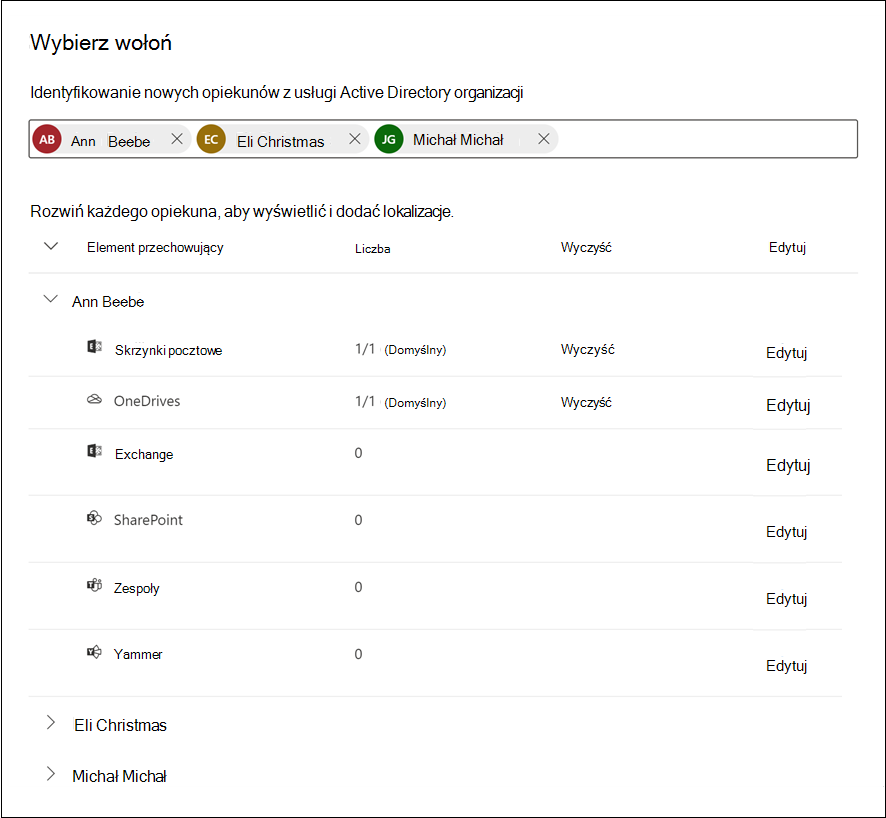 Wybierz wołoń
Identyfikowanie nowych opiekunów z usługi Active Directory organizacji
AB Ann Beebe EC Eli Christmas JG Michał Michał
Rozwiń każdego opiekuna, aby wyświetlić i dodać lokalizacje.
Element przechowujący Liczba Wyczyść Edytuj
Ann Beebe
Skrzynki pocztowe 1/1 (Domyślny) Wyczyść Edytuj
OneDrives 1/1 (Domyślny) Wyczyść Edytuj
Exchange 0 Edytuj
SharePoint 0 Edytuj
Zespoły 0 Edytuj
Yammer 0 Edytuj
Eli Christmas
Michał Michał